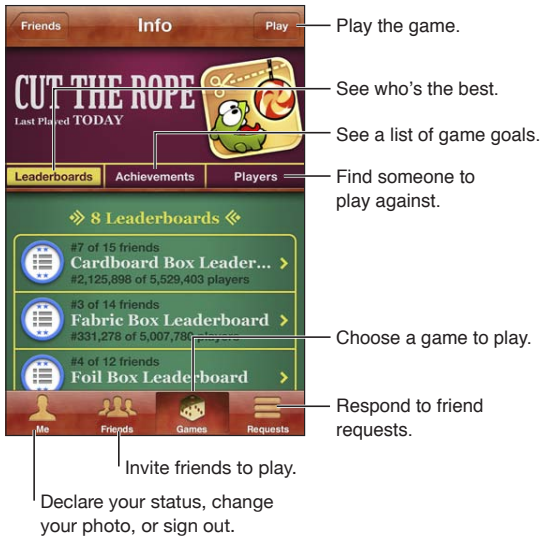 Friends
Info
Play
Play the game.
CUT THE ROPE
Last Played TODAY
See who's the best.
See a list of game goals.
Leaderboards
Achievements
Players
Find someone to
play against.
8 Leaderboards
#7 of 15 friends
Cardboard Box Leader...
#2,125,898 of 5,529,403 players
#3 of 14 friends
Fabric Box Leaderboard
#331,278 of 5,007,780 players
Choose a game to play.
#4 of 12 friends
Foil Box Leaderboard
Me
Friends
Games
Requests
Respond to friend
requests.
Invite friends to play.
Declare your status, change
your photo, or sign out.